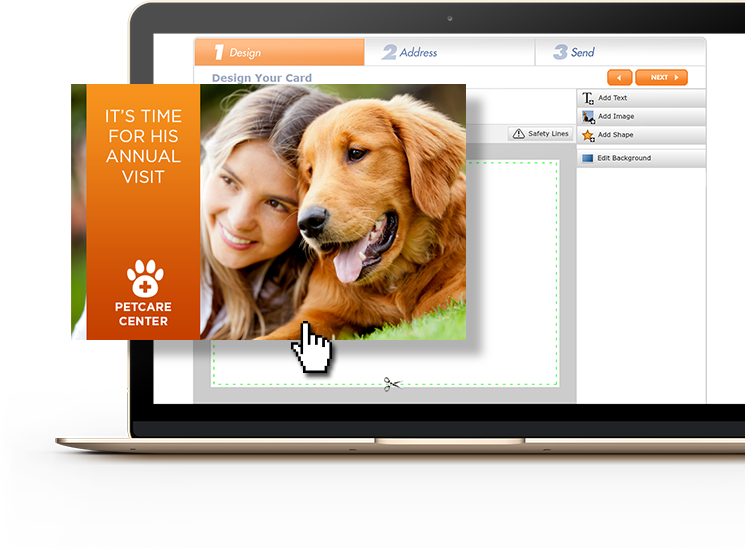 1 Design
2 Address
3 Send
Design Your Card
NEXT
Add Text
Add Image
Add Shape
Safety Lines
Edit Background
IT'S TIME
FOR HIS
ANNUAL
VISIT
PETCARE
CENTER